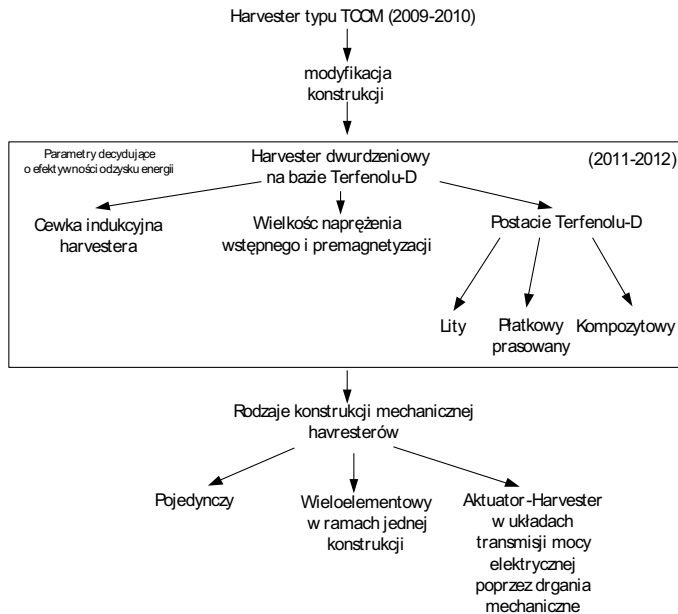 Harvester typu TCCM (2009-2010)
modyfikacja
konstrukcji
Parametry decydujące
o efektywności odzysku energii
Harvester dwurdzeniowy
na bazie Terfenolu-D
(2011-2012)
Cewka indukcyjna
harvestera
Wielkośc naprężenia
wstępnego i premagnetyzacji
Postacie Terfenolu-D
Lity
Płatkowy
prasowany
Kompozytowy
Rodzaje konstrukcji mechanicznej
havresterów
Pojedynczy
Wieloelementowy
w ramach jednej
konstrukcji
Aktuator-Harvester
w układach
transmisji mocy
elektrycznej
poprzez drgania
mechaniczne